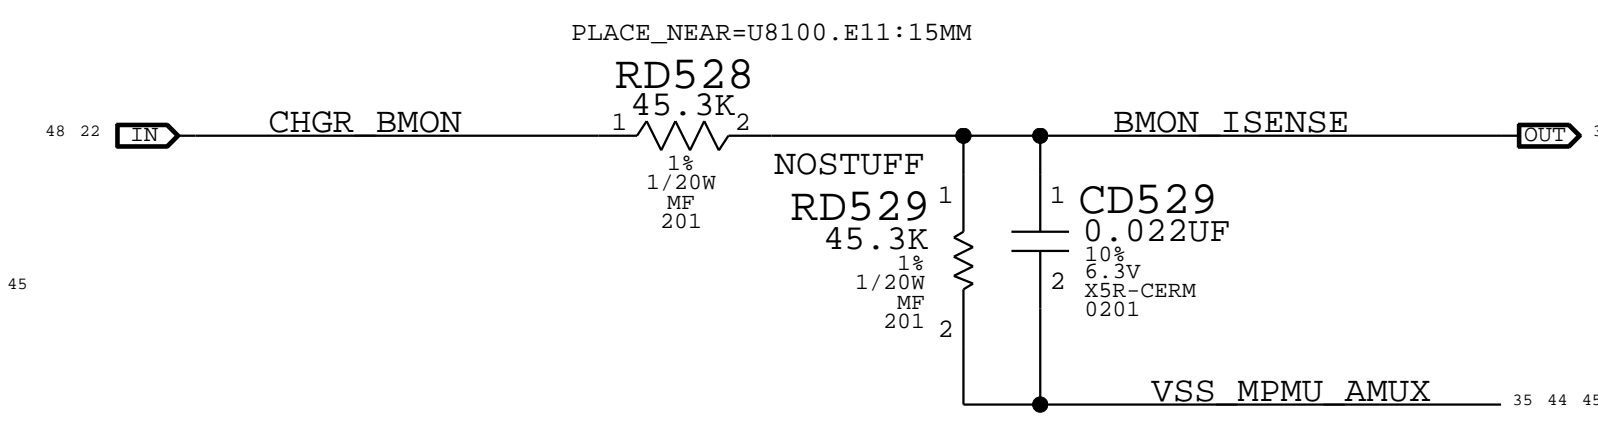 PLACE_NEAR=U8100.E11:15MM
RD528
45.3K
48 22 IN CHGR_BMON 1 2 BMON_ISENSE OUT
1%
1/20W
MF
201
NOSTUFF
RD529
45.3K
1%
1/20W
MF
201
1
2
1
2
CD529
0.022UF
10%
6.3V
X5R-CERM
0201
45
VSS_MPMU_AMUX 35 44 45